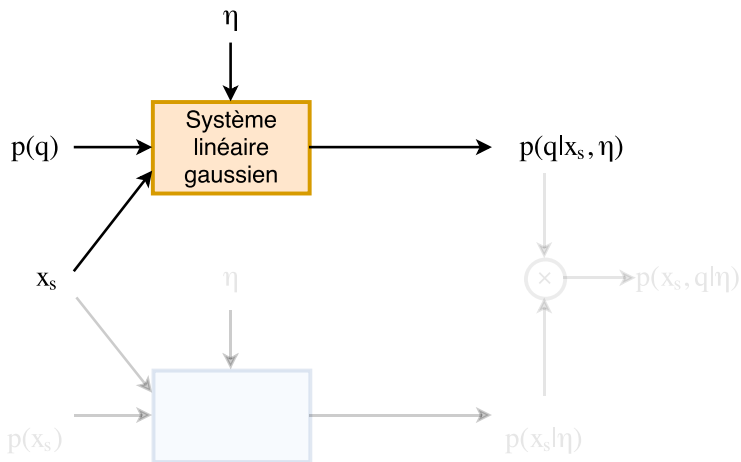 η
p(q)
Système
linéaire
gaussien
p(q|xₛ, η)
xₛ
η
×
p(xₛ, q|η)
p(xₛ)
p(xₛ|η)